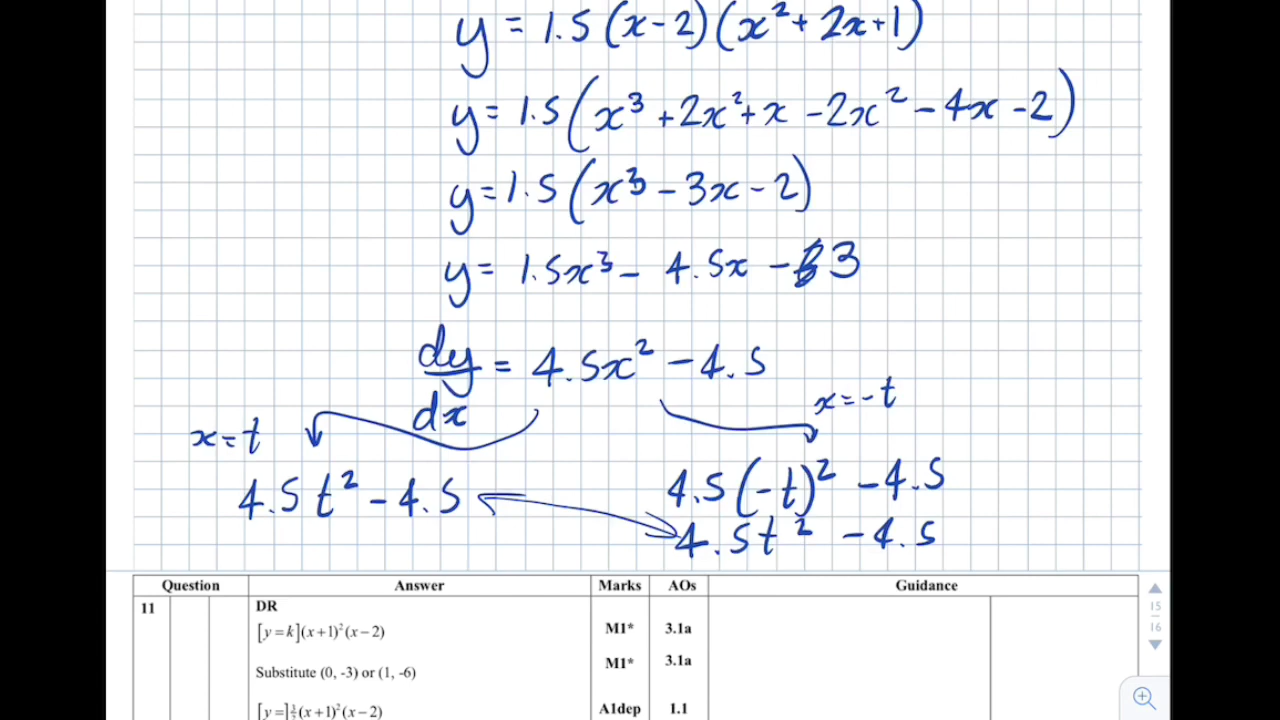 y = 1.5(x-2)(x²+2x+1)
y = 1.5(x³+2x²+x-2x²-4x-2)
y = 1.5(x³-3x-2)
y = 1.5x³-4.5x-3
dy/dx = 4.5x²-4.5
x=t
x=-t
4.5t²-4.5
4.5(-t)²-4.5
4.5t²-4.5
Question Answer Marks AOs Guidance
11 DR
[y=k](x+1)²(x-2) M1* 3.1a
Substitute (0, -3) or (1, -6) M1* 3.1a
[y=]3/2(x+1)²(x-2) A1dep 1.1
15
16